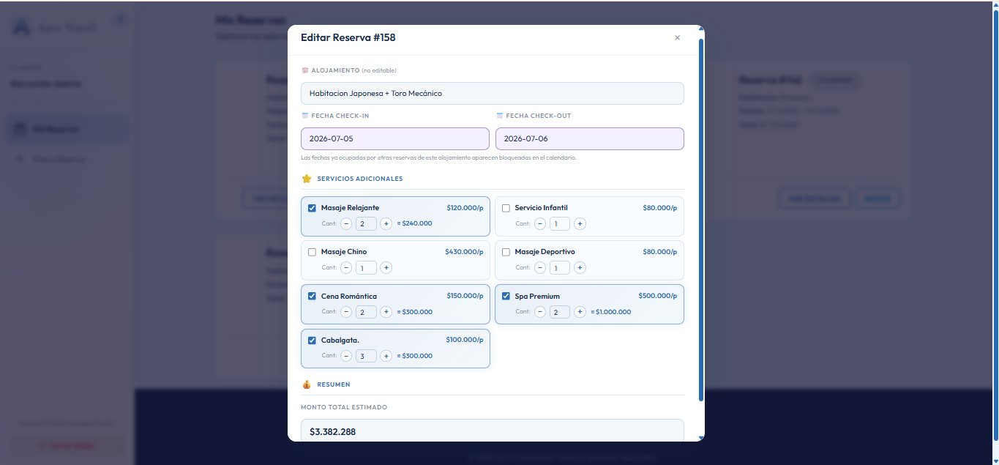 Mis Reservas
Editar Reserva #158
×
ALOJAMIENTO (no editable)
Habitacion Japonesa + Toro Mecánico
FECHA CHECK-IN
FECHA CHECK-OUT
2026-07-05
2026-07-06
Las fechas ya ocupadas por otras reservas de este alojamiento aparecen bloqueadas en el calendario.
SERVICIOS ADICIONALES
Masaje Relajante $120.000/p
Cant: − 2 + = $240.000
Servicio Infantil $80.000/p
Cant: − 1 +
Masaje Chino $430.000/p
Cant: − 1 +
Masaje Deportivo $80.000/p
Cant: − 1 +
Cena Romántica $150.000/p
Cant: − 2 + = $300.000
Spa Premium $500.000/p
Cant: − 2 + = $1.000.000
Cabalgata. $100.000/p
Cant: − 3 + = $300.000
RESUMEN
MONTO TOTAL ESTIMADO
$3.382.288